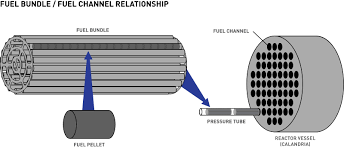 FUEL BUNDLE / FUEL CHANNEL RELATIONSHIP
FUEL BUNDLE
FUEL CHANNEL
PRESSURE TUBE
FUEL PELLET
REACTOR VESSEL
(CALANDRIA)